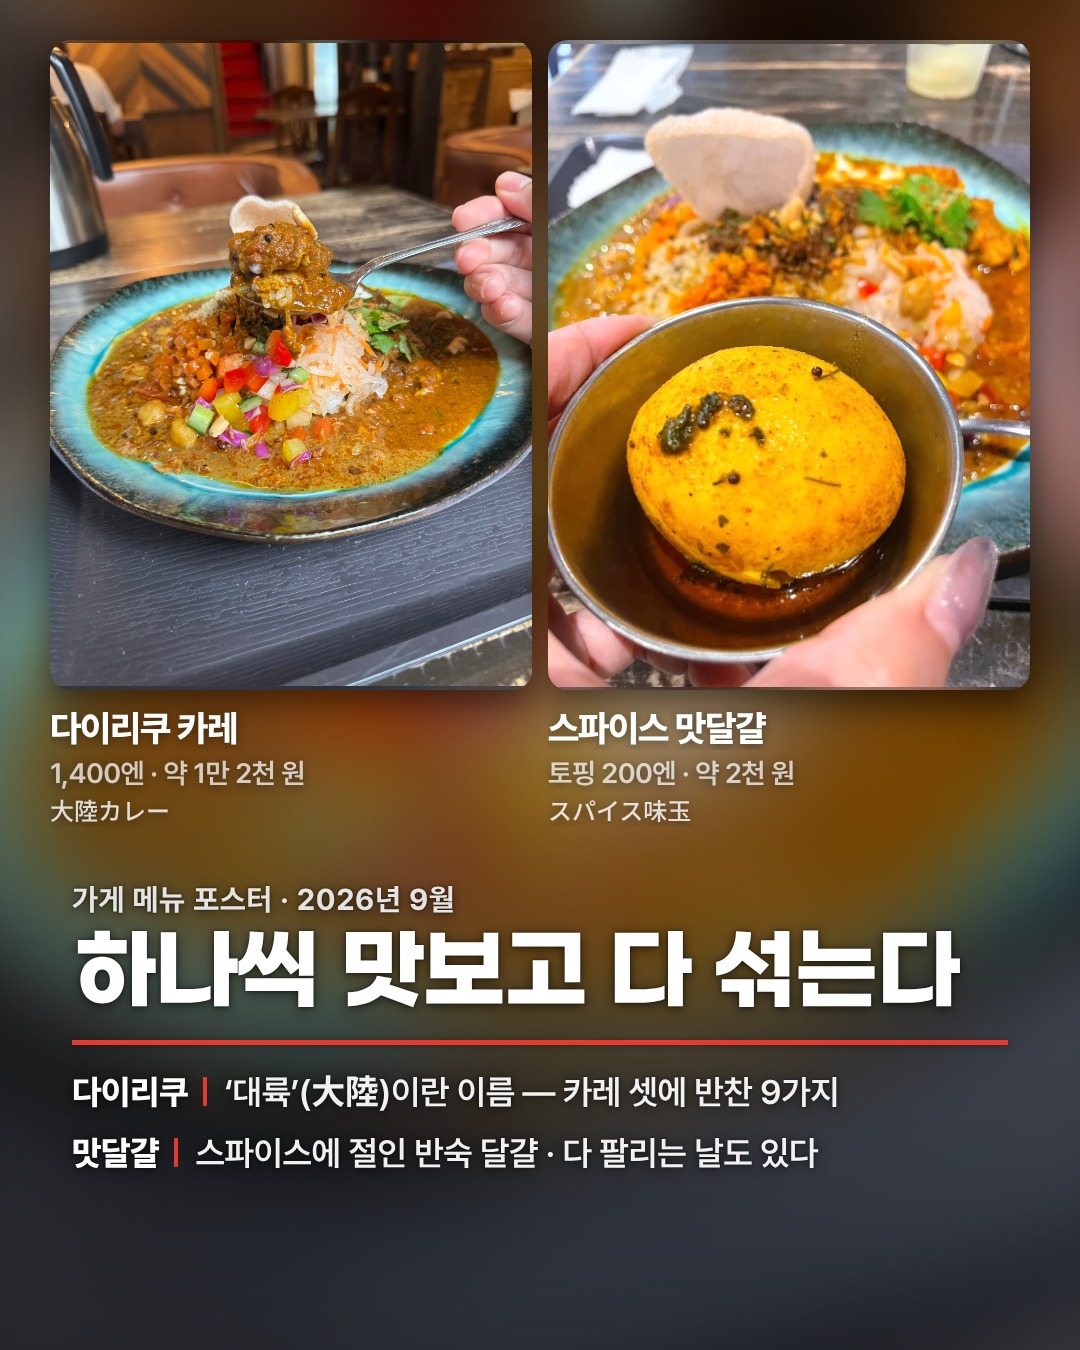 다이리쿠 카레
1,400엔 · 약 1만 2천 원
大陸カレー
스파이스 맛달걀
토핑 200엔 · 약 2천 원
スパイス味玉
가게 메뉴 포스터 · 2026년 9월
하나씩 맛보고 다 섞는다
다이리쿠 | ‘대륙’(大陸)이란 이름 — 카레 셋에 반찬 9가지
맛달걀 | 스파이스에 절인 반숙 달걀 · 다 팔리는 날도 있다